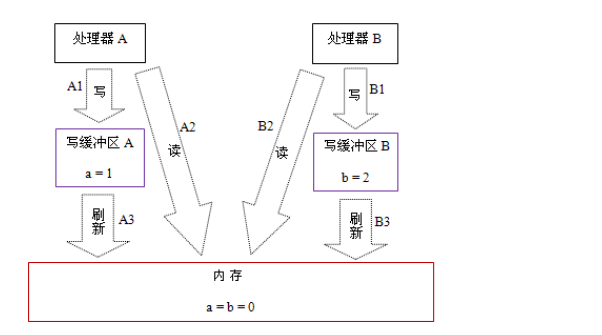 处理器 A
处理器 B
A1
写
写
B1
A2
B2
写缓冲区 A
a = 1
读
读
写缓冲区 B
b = 2
刷新
A3
刷新
B3
内 存
a = b = 0